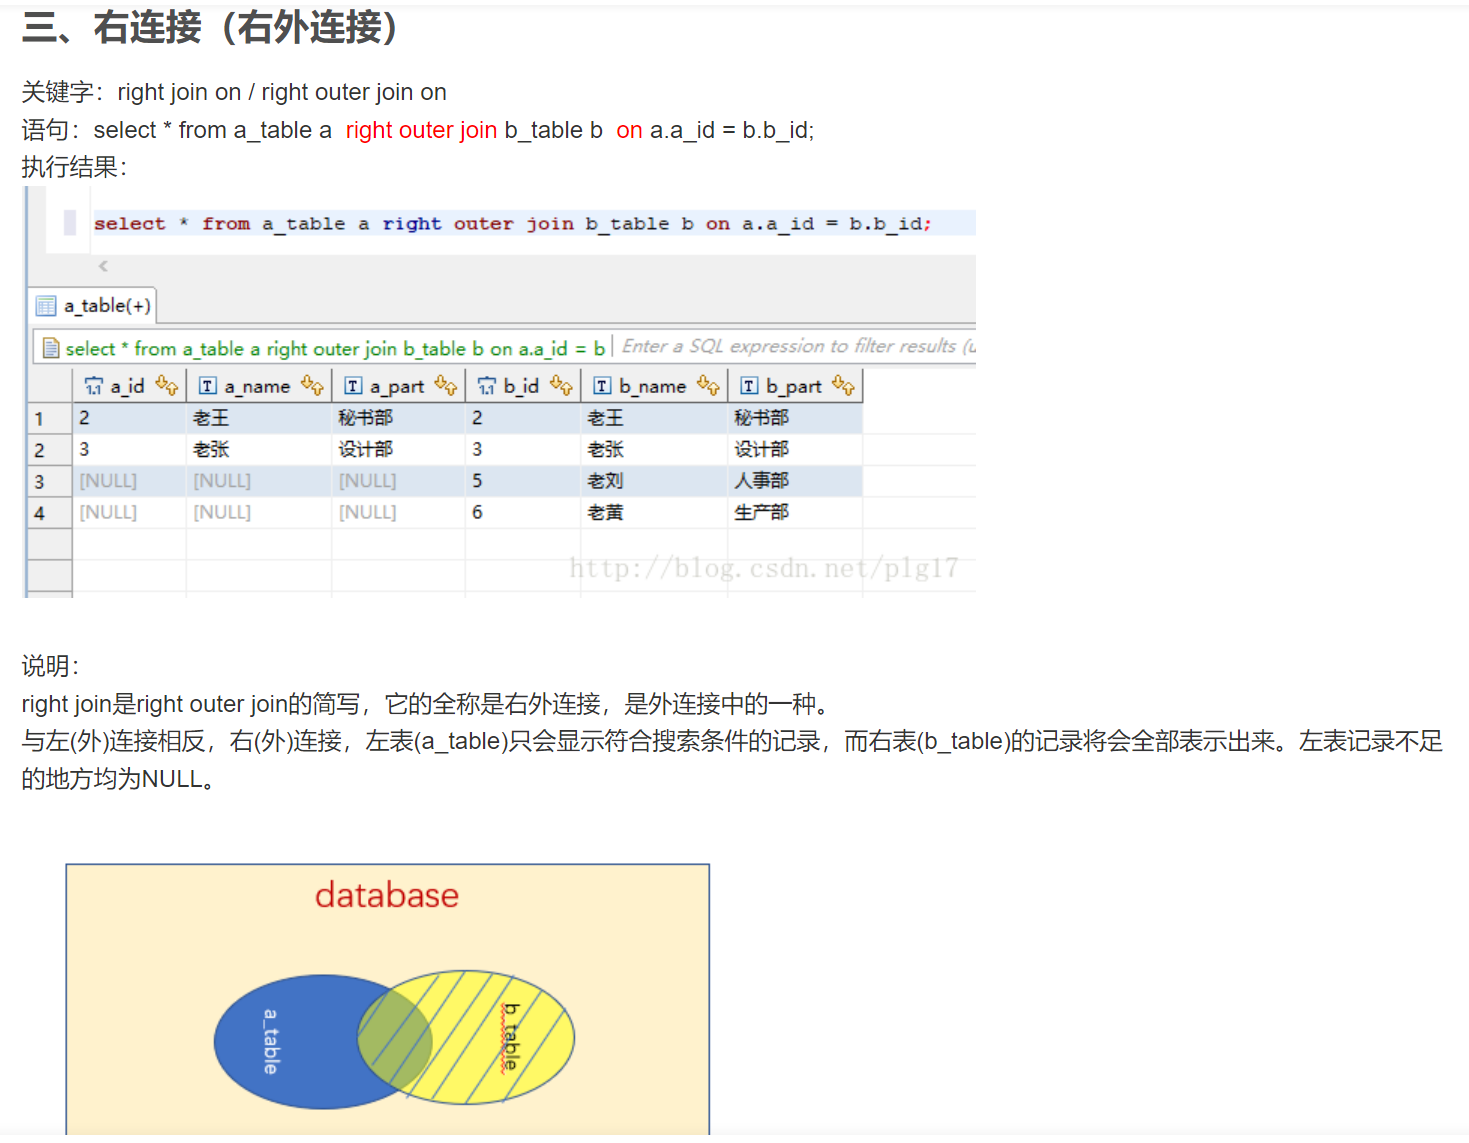 三、右连接（右外连接）
关键字：right join on / right outer join on
语句：select * from a_table a  right outer join b_table b  on a.a_id = b.b_id;
执行结果：
select * from a_table a right outer join b_table b on a.a_id = b.b_id;
a_table(+)
select * from a_table a right outer join b_table b on a.a_id = b Enter a SQL expression to filter results (u
a_id a_name a_part b_id b_name b_part
1 2 老王 秘书部 2 老王 秘书部
2 3 老张 设计部 3 老张 设计部
3 [NULL] [NULL] [NULL] 5 老刘 人事部
4 [NULL] [NULL] [NULL] 6 老黄 生产部
http://blog.csdn.net/plg17
说明：
right join是right outer join的简写，它的全称是右外连接，是外连接中的一种。
与左(外)连接相反，右(外)连接，左表(a_table)只会显示符合搜索条件的记录，而右表(b_table)的记录将会全部表示出来。左表记录不足
的地方均为NULL。
database
a_table
b_table